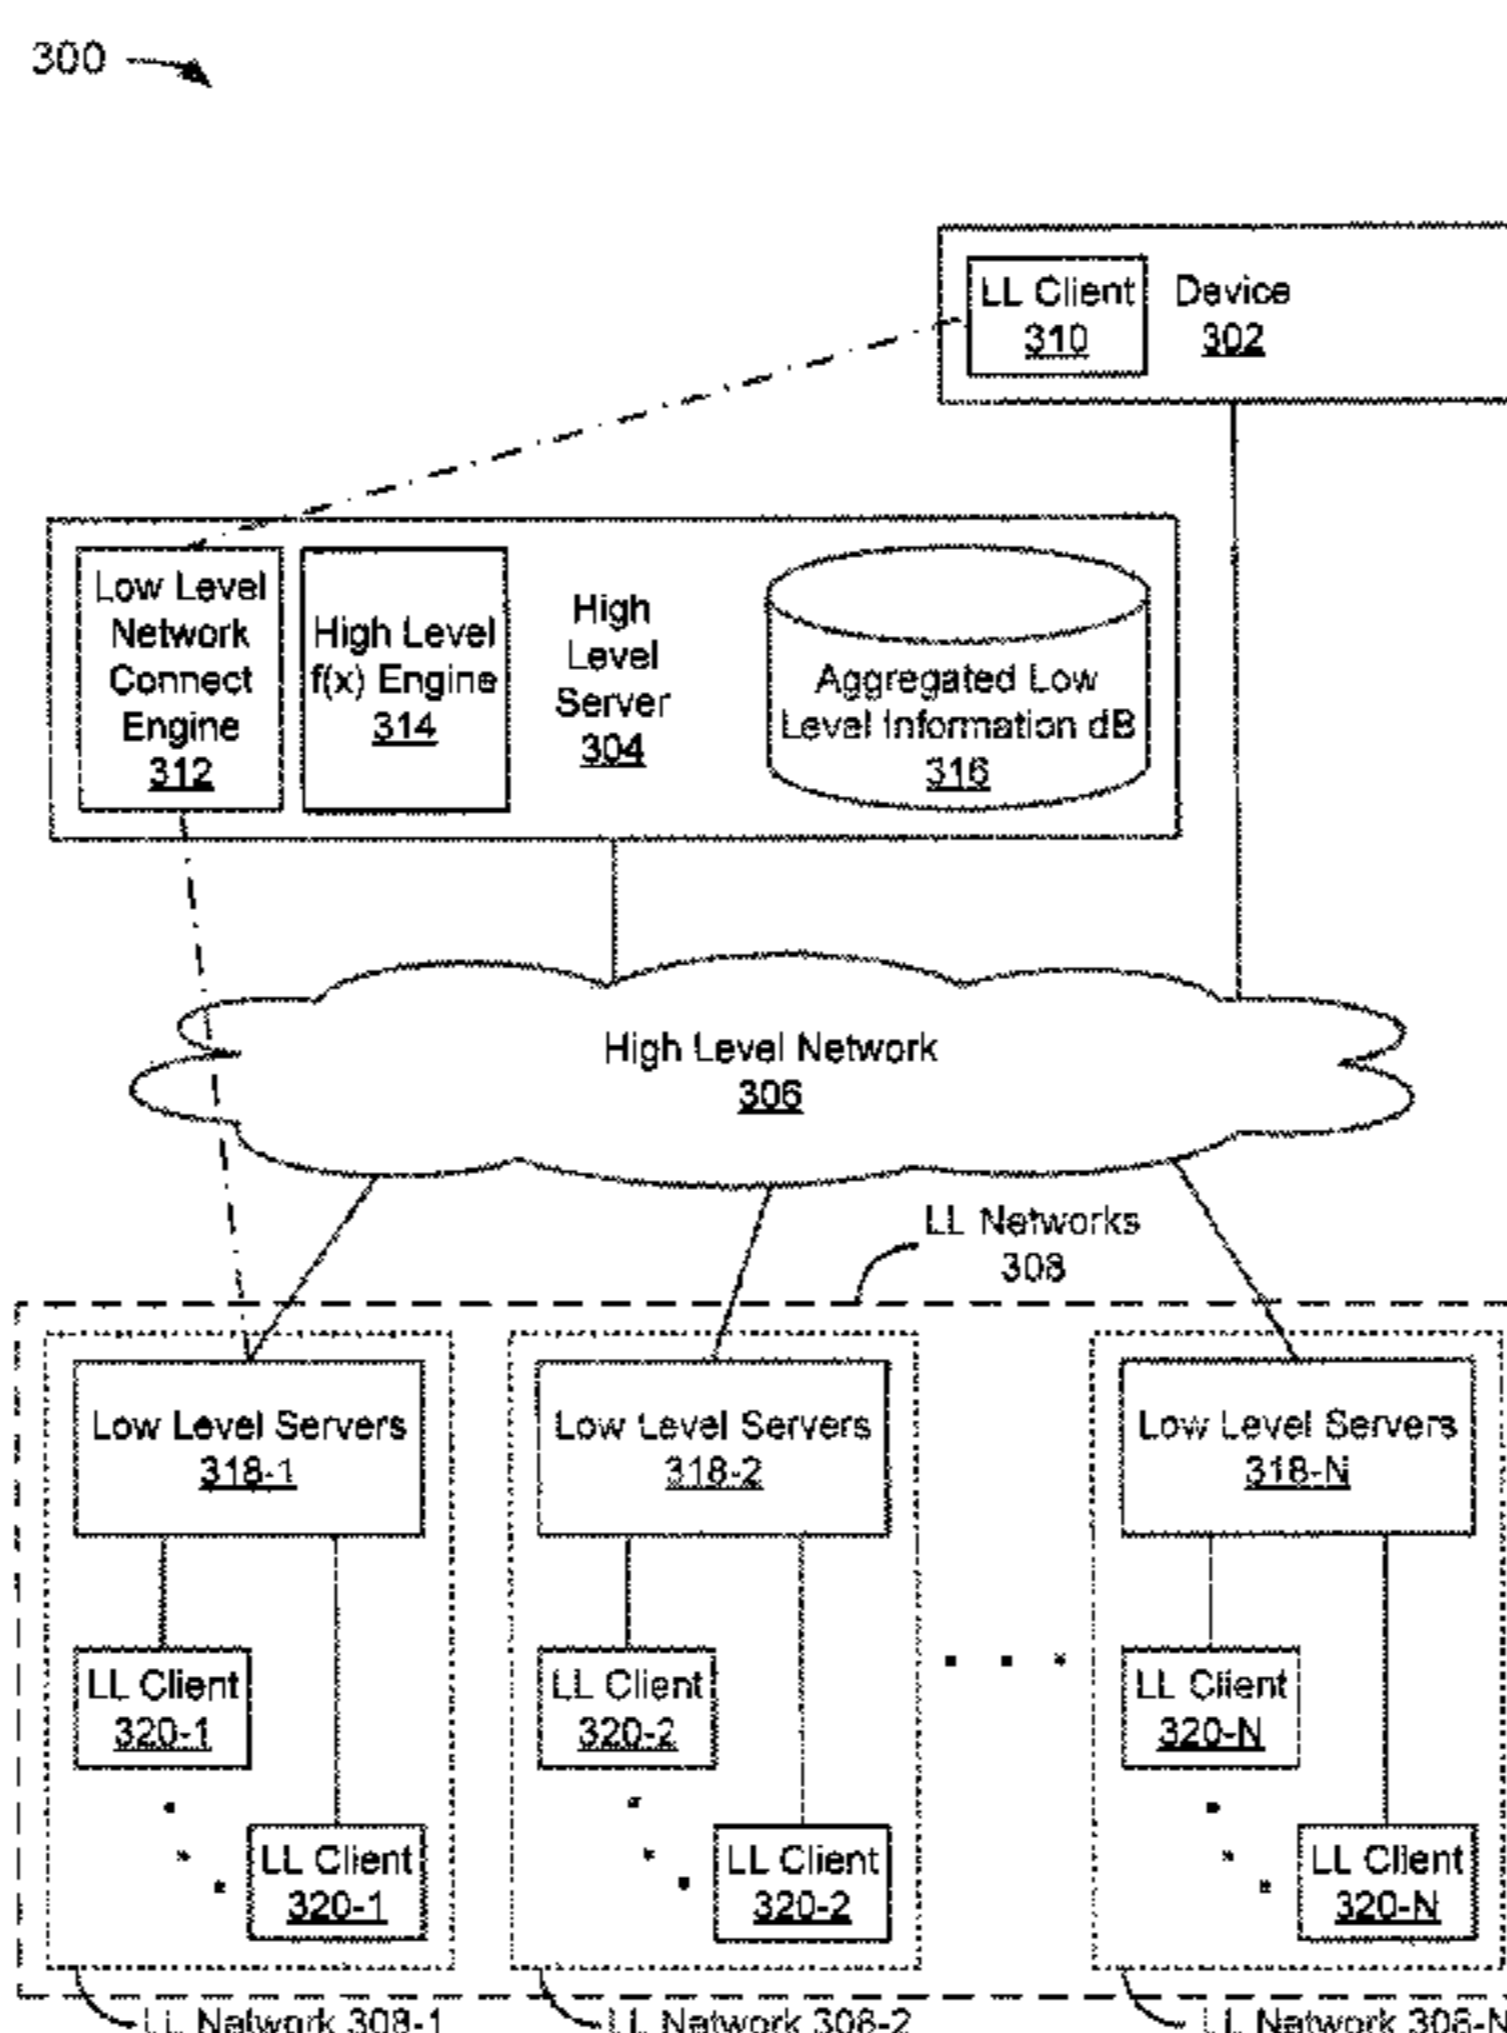 300
LL Client
310
Device
302
Low Level
Network
Connect
Engine
312
High Level
f(x) Engine
314
High
Level
Server
304
Aggregated Low
Level Information dB
316
High Level Network
306
LL Networks
308
Low Level Servers
318-1
Low Level Servers
318-2
Low Level Servers
318-N
LL Client
320-1
LL Client
320-2
LL Client
320-N
LL Client
320-1
LL Client
320-2
LL Client
320-N
LL Network 308-1
LL Network 308-2
LL Network 308-N